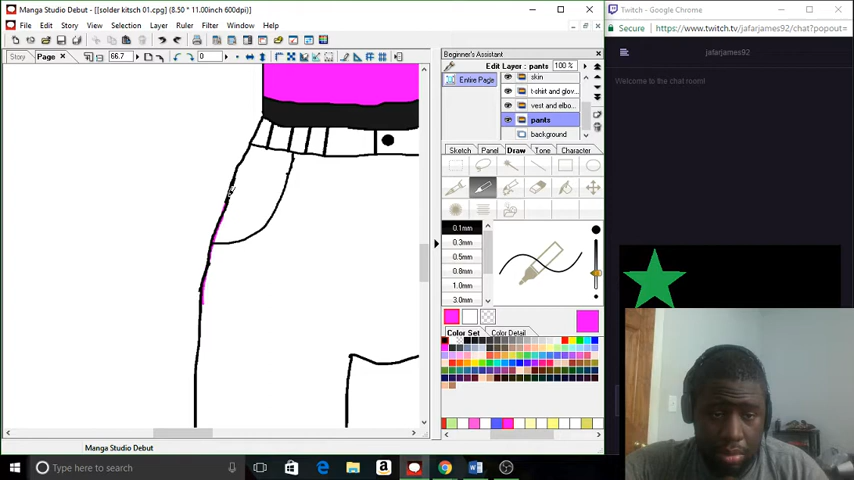 Manga Studio Debut - [[solder kitsch 01.cpg] (8.50 * 11.00inch 600dpi)]
Twitch - Google Chrome
File Edit Story View Selection Layer Ruler Filter Window Help
Secure https://www.twitch.tv/jafarjames92/chat?popout=
Story Page 66.7 0
Beginner's Assistant
jafarjames92
Edit Layer : pants 100 %
Entire Page
skin
Welcome to the chat room!
t-shirt and glov...
vest and elbo...
pants
background
Sketch Panel Draw Tone Character
0.1mm
0.3mm
0.5mm
0.8mm
1.0mm
3.0mm
Color Set Color Detail
Manga Studio Debut
Type here to search